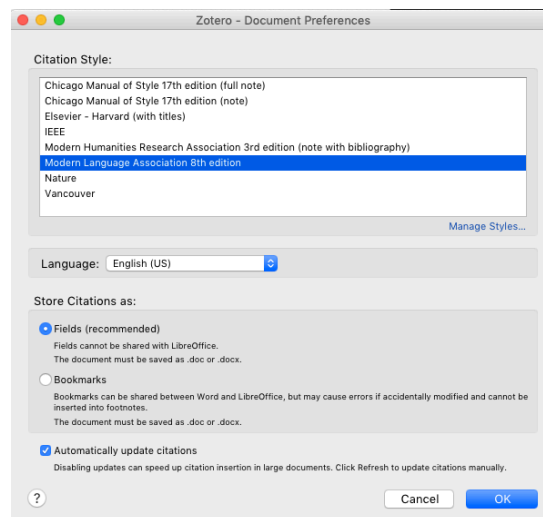 Zotero - Document Preferences
Citation Style:
Chicago Manual of Style 17th edition (full note)
Chicago Manual of Style 17th edition (note)
Elsevier - Harvard (with titles)
IEEE
Modern Humanities Research Association 3rd edition (note with bibliography)
Modern Language Association 8th edition
Nature
Vancouver
Manage Styles...
Language: English (US)
Store Citations as:
Fields (recommended)
Fields cannot be shared with LibreOffice.
The document must be saved as .doc or .docx.
Bookmarks
Bookmarks can be shared between Word and LibreOffice, but may cause errors if accidentally modified and cannot be
inserted into footnotes.
The document must be saved as .doc or .docx.
Automatically update citations
Disabling updates can speed up citation insertion in large documents. Click Refresh to update citations manually.
? Cancel OK